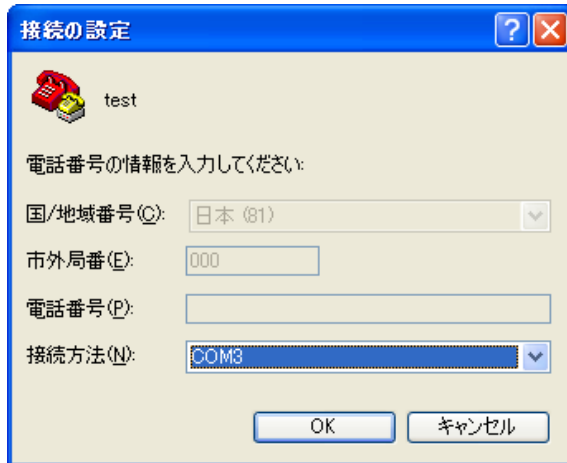 接続の設定
test
電話番号の情報を入力してください:
国/地域番号(C): 日本 (81)
市外局番(E): 000
電話番号(P):
接続方法(N): COM3
OK キャンセル